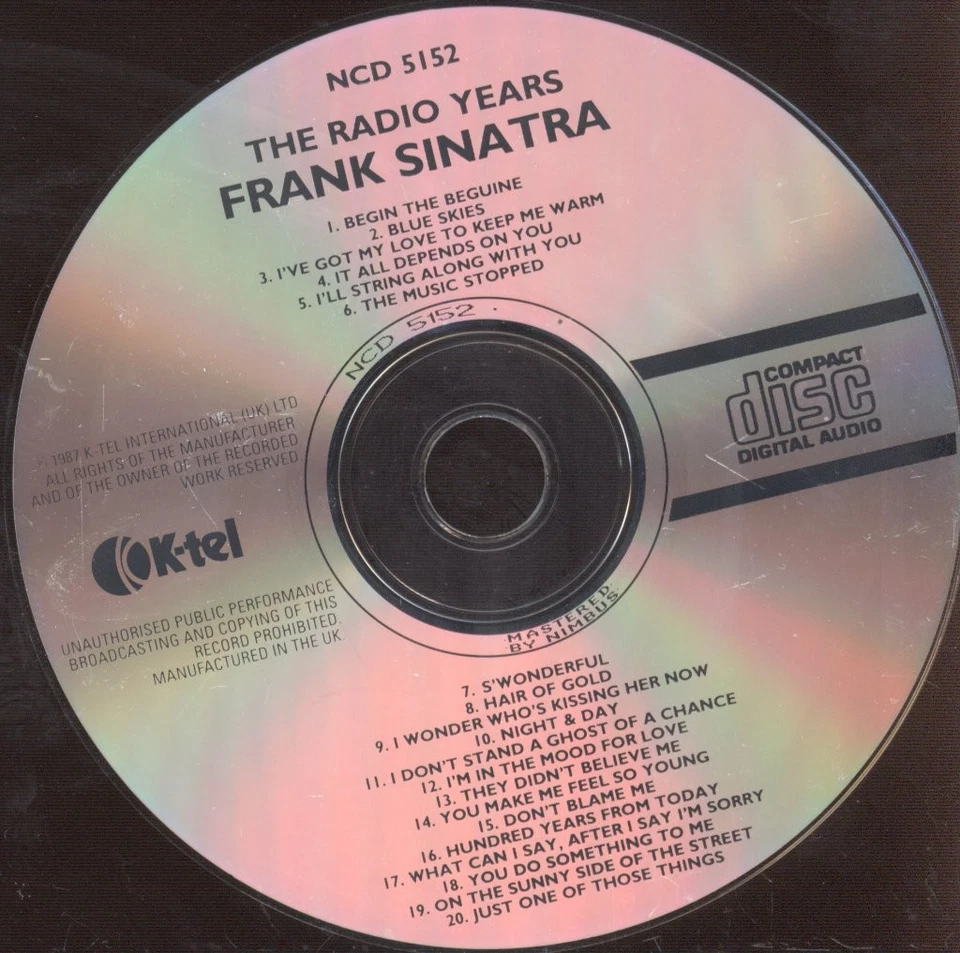 NCD 5152
THE RADIO YEARS
FRANK SINATRA
1. BEGIN THE BEGUINE
2. BLUE SKIES
3. I'VE GOT MY LOVE TO KEEP ME WARM
4. IT ALL DEPENDS ON YOU
5. I'LL STRING ALONG WITH YOU
6. THE MUSIC STOPPED
NCD 5152
COMPACT
disc
DIGITAL AUDIO
℗ 1987 K-TEL INTERNATIONAL (UK) LTD
ALL RIGHTS OF THE MANUFACTURER
AND OF THE OWNER OF THE RECORDED
WORK RESERVED.
K-tel
UNAUTHORISED PUBLIC PERFORMANCE
BROADCASTING AND COPYING OF THIS
RECORD PROHIBITED.
MANUFACTURED IN THE UK.
MASTERED
BY NIMBUS
7. S'WONDERFUL
8. HAIR OF GOLD
9. I WONDER WHO'S KISSING HER NOW
10. NIGHT & DAY
11. I DON'T STAND A GHOST OF A CHANCE
12. I'M IN THE MOOD FOR LOVE
13. THEY DIDN'T BELIEVE ME
14. YOU MAKE ME FEEL SO YOUNG
15. DON'T BLAME ME
16. HUNDRED YEARS FROM TODAY
17. WHAT CAN I SAY, AFTER I SAY I'M SORRY
18. YOU DO SOMETHING TO ME
19. ON THE SUNNY SIDE OF THE STREET
20. JUST ONE OF THOSE THINGS